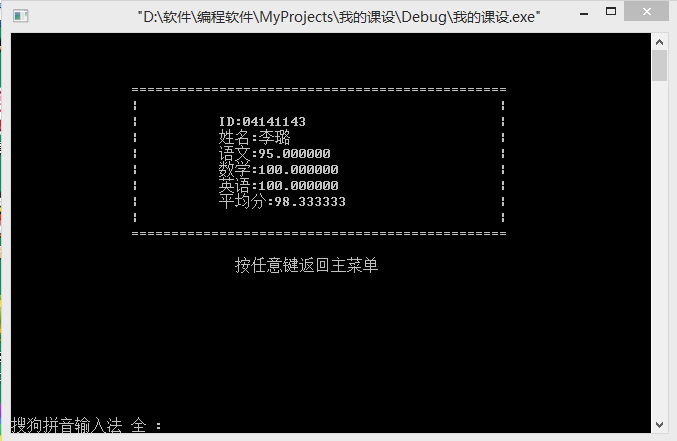 "D:\软件\编程软件\MyProjects\我的课设\Debug\我的课设.exe"
===============================================
ID:04141143
姓名:李璐
语文:95.000000
数学:100.000000
英语:100.000000
平均分:98.333333
===============================================
按任意键返回主菜单
搜狗拼音输入法 全 :